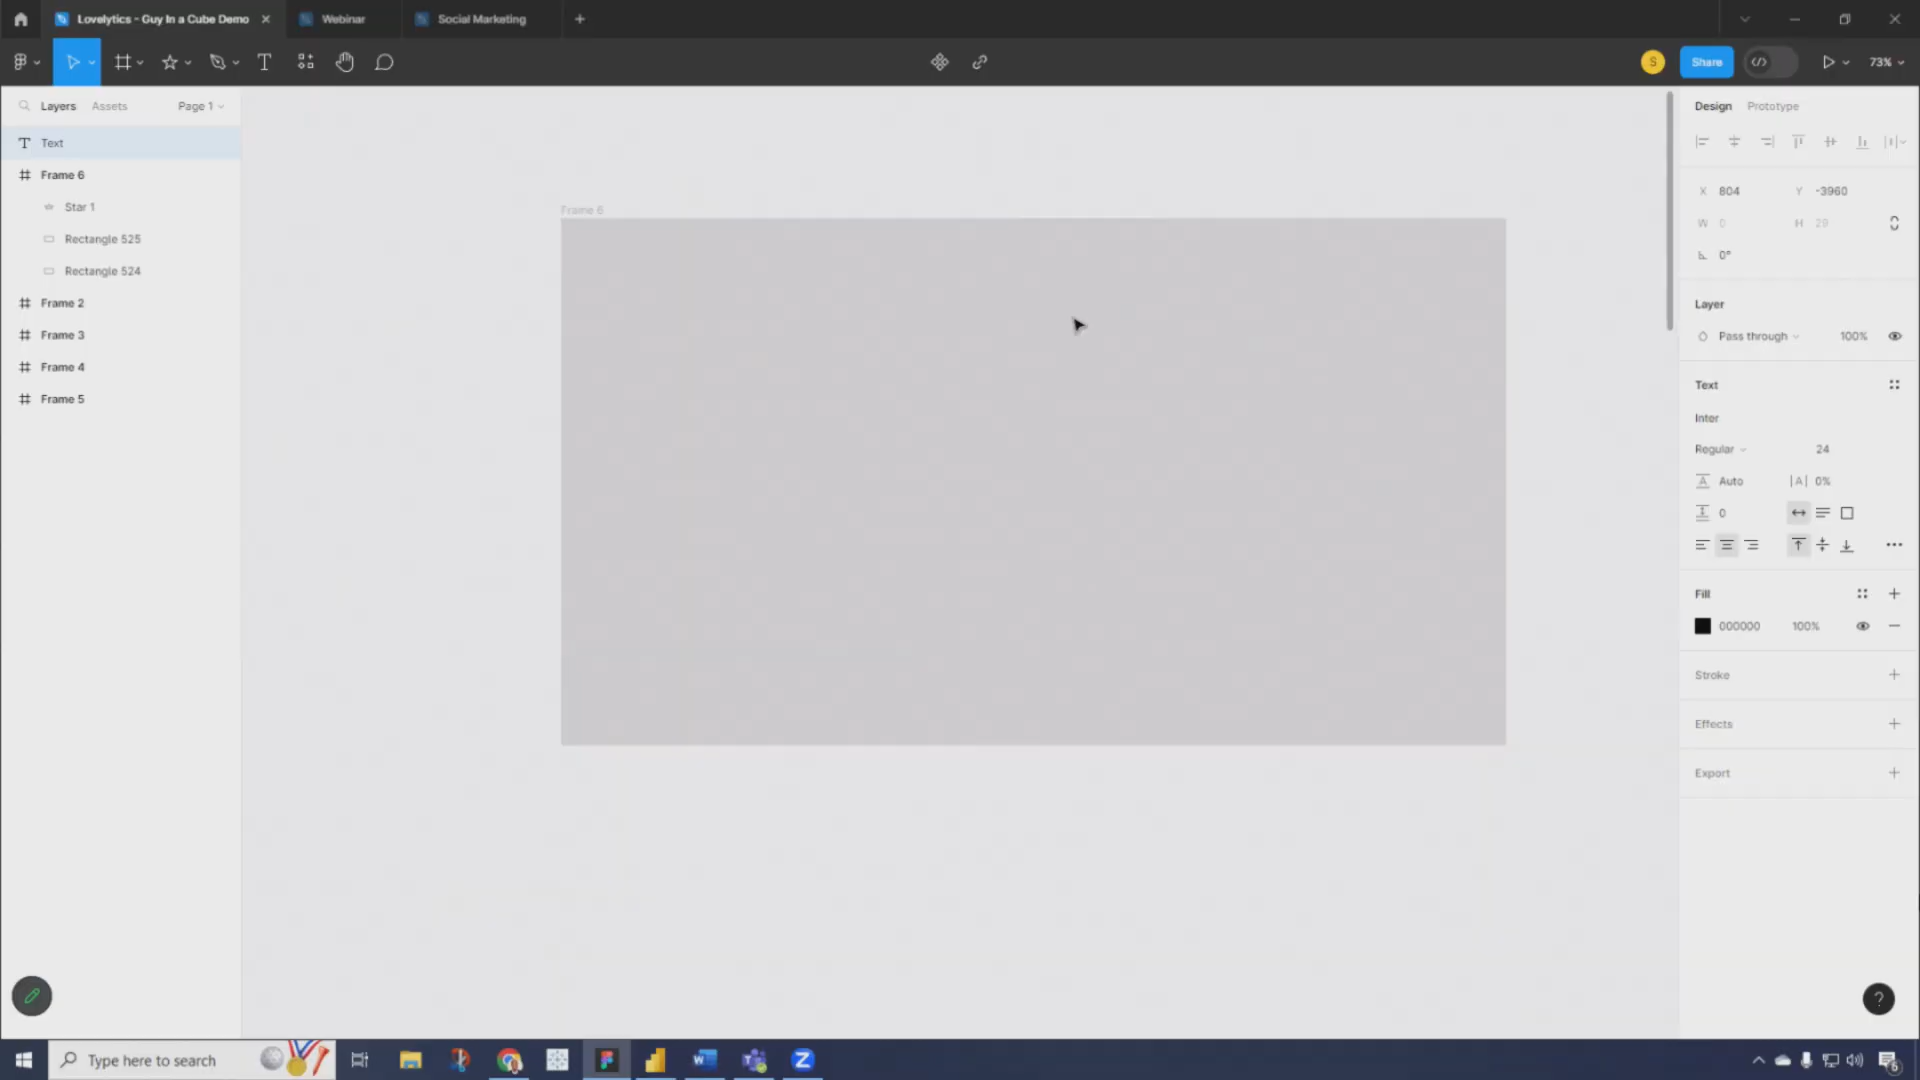 Lovelytics - Guy In a Cube Demo
Webinar
Social Marketing
S
Share
73%
Layers
Assets
Page 1
Design
Prototype
Text
Frame 6
Star 1
Rectangle 525
Rectangle 524
Frame 2
Frame 3
Frame 4
Frame 5
Frame 6
X 804
Y -3960
W 0
H 29
0°
Layer
Pass through
100%
Text
Inter
Regular
24
Auto
|A| 0%
0
Fill
000000
100%
Stroke
Effects
Export
?
Type here to search
6